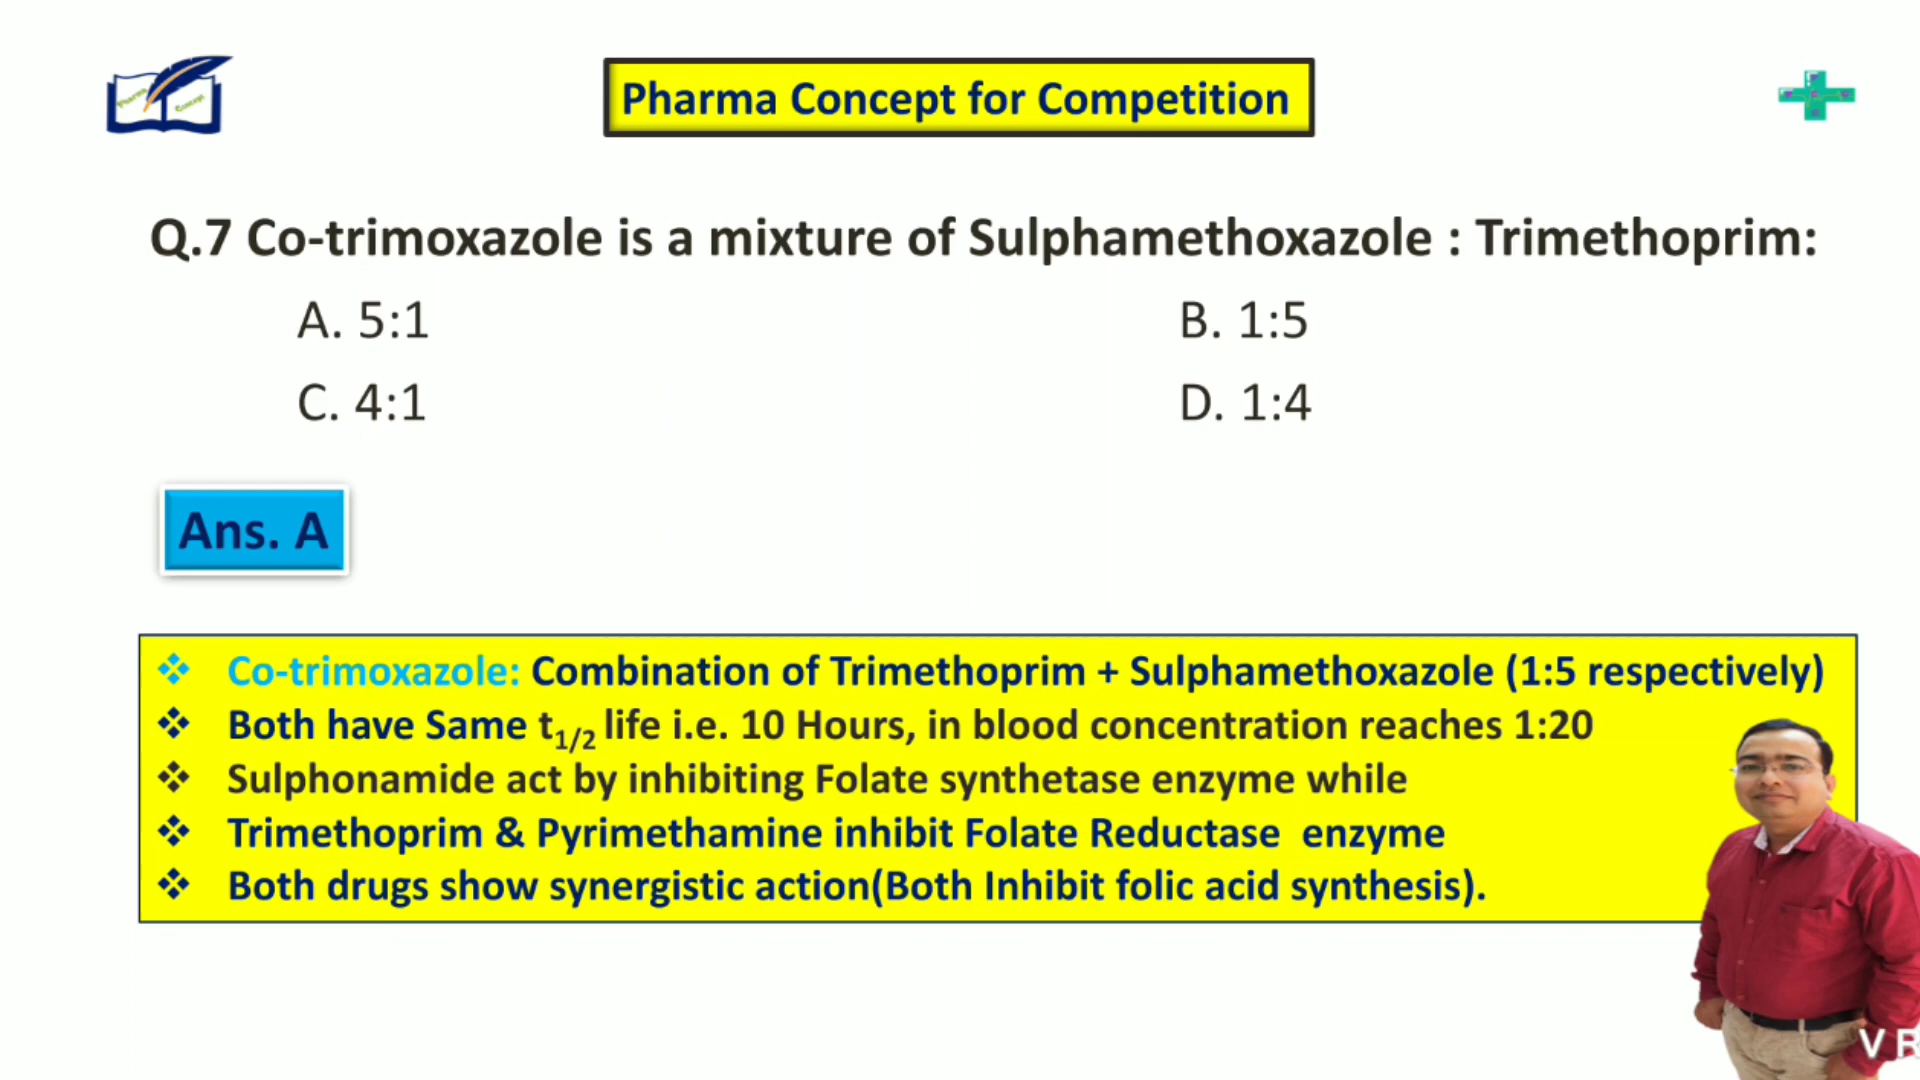 Pharma Concept
Pharma Concept for Competition
Q.7 Co-trimoxazole is a mixture of Sulphamethoxazole : Trimethoprim:
A. 5:1 B. 1:5
C. 4:1 D. 1:4
Ans. A
Co-trimoxazole: Combination of Trimethoprim + Sulphamethoxazole (1:5 respectively)
Both have Same t1/2 life i.e. 10 Hours, in blood concentration reaches 1:20
Sulphonamide act by inhibiting Folate synthetase enzyme while
Trimethoprim & Pyrimethamine inhibit Folate Reductase enzyme
Both drugs show synergistic action(Both Inhibit folic acid synthesis).
V R